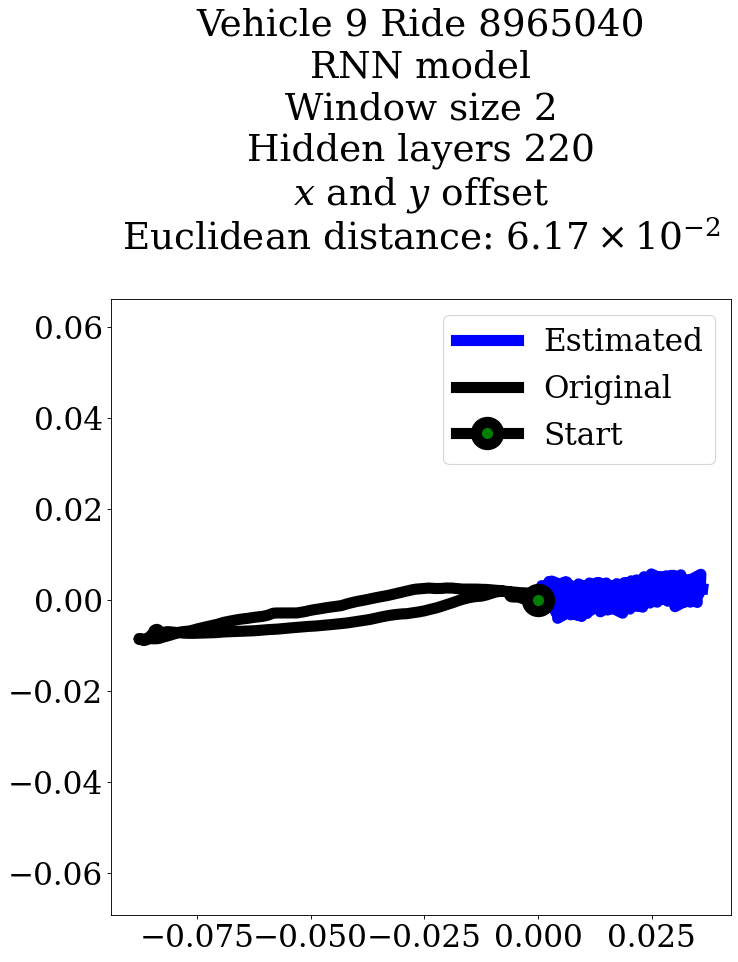 Vehicle 9 Ride 8965040
RNN model
Window size 2
Hidden layers 220
x and y offset
Euclidean distance: 6.17 × 10⁻²
Estimated
Original
Start
0.06
0.04
0.02
0.00
−0.02
−0.04
−0.06
−0.075 −0.050 −0.025 0.000 0.025